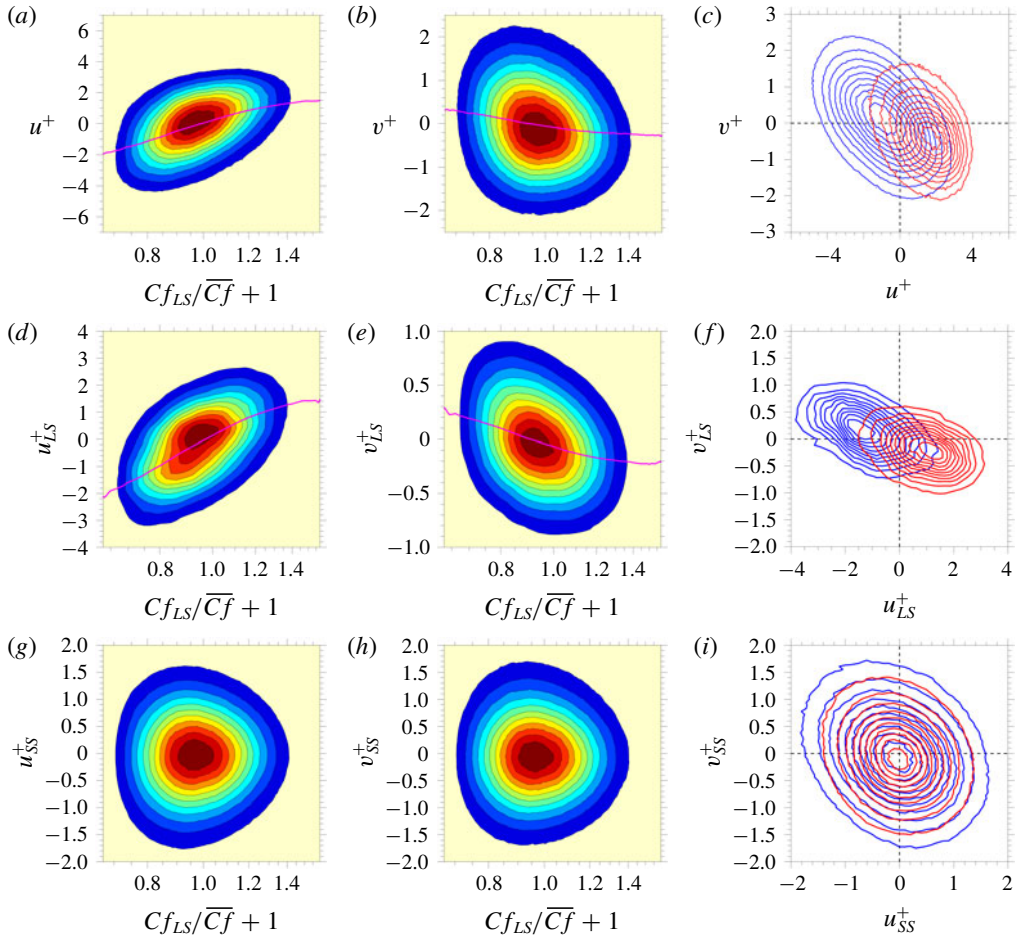 (a) (b) (c)
6 2 3
4 2
2 1 1
u⁺ 0 v⁺ 0 v⁺ 0
−2 −1 −1
−4 −2
−6 −2 −3
0.8 1.0 1.2 1.4 0.8 1.0 1.2 1.4 −4 0 4
Cf_LS/C̅f̅ + 1 Cf_LS/C̅f̅ + 1 u⁺
(d) (e) (f)
4 1.0 2.0
3 1.5
2 0.5 1.0
1 0.5
u⁺_LS 0 v⁺_LS 0 v⁺_LS 0
−1 −0.5
−2 −0.5 −1.0
−3 −1.5
−4 −1.0 −2.0
0.8 1.0 1.2 1.4 0.8 1.0 1.2 1.4 −4 −2 0 2 4
Cf_LS/C̅f̅ + 1 Cf_LS/C̅f̅ + 1 u⁺_LS
(g) (h) (i)
2.0 2.0 2.0
1.5 1.5 1.5
1.0 1.0 1.0
0.5 0.5 0.5
u⁺_SS 0 v⁺_SS 0 v⁺_SS 0
−0.5 −0.5 −0.5
−1.0 −1.0 −1.0
−1.5 −1.5 −1.5
−2.0 −2.0 −2.0
0.8 1.0 1.2 1.4 0.8 1.0 1.2 1.4 −2 −1 0 1 2
Cf_LS/C̅f̅ + 1 Cf_LS/C̅f̅ + 1 u⁺_SS